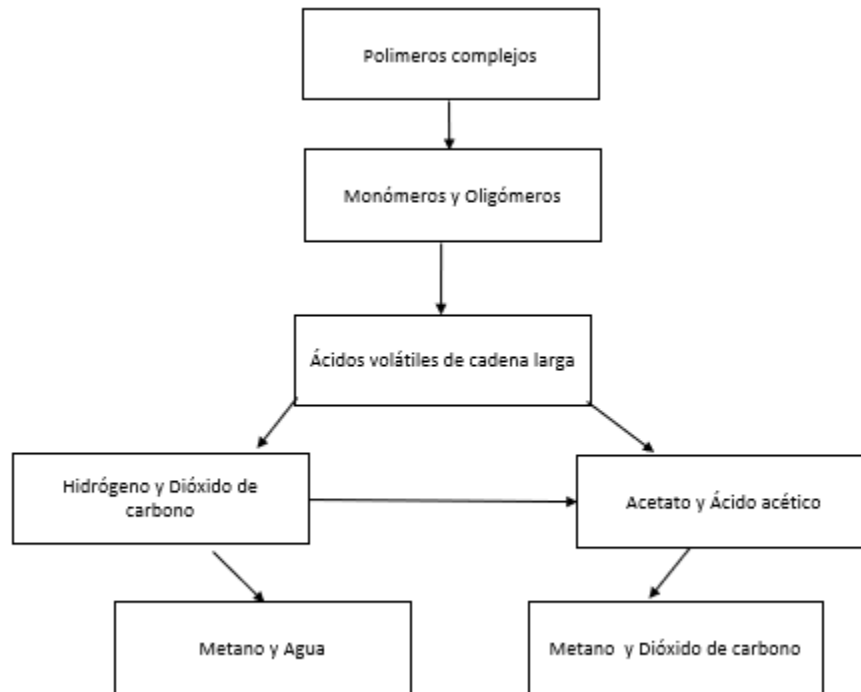 Polimeros complejos
Monómeros y Oligómeros
Ácidos volátiles de cadena larga
Hidrógeno y Dióxido de
carbono
Acetato y Ácido acético
Metano y Agua
Metano y Dióxido de carbono